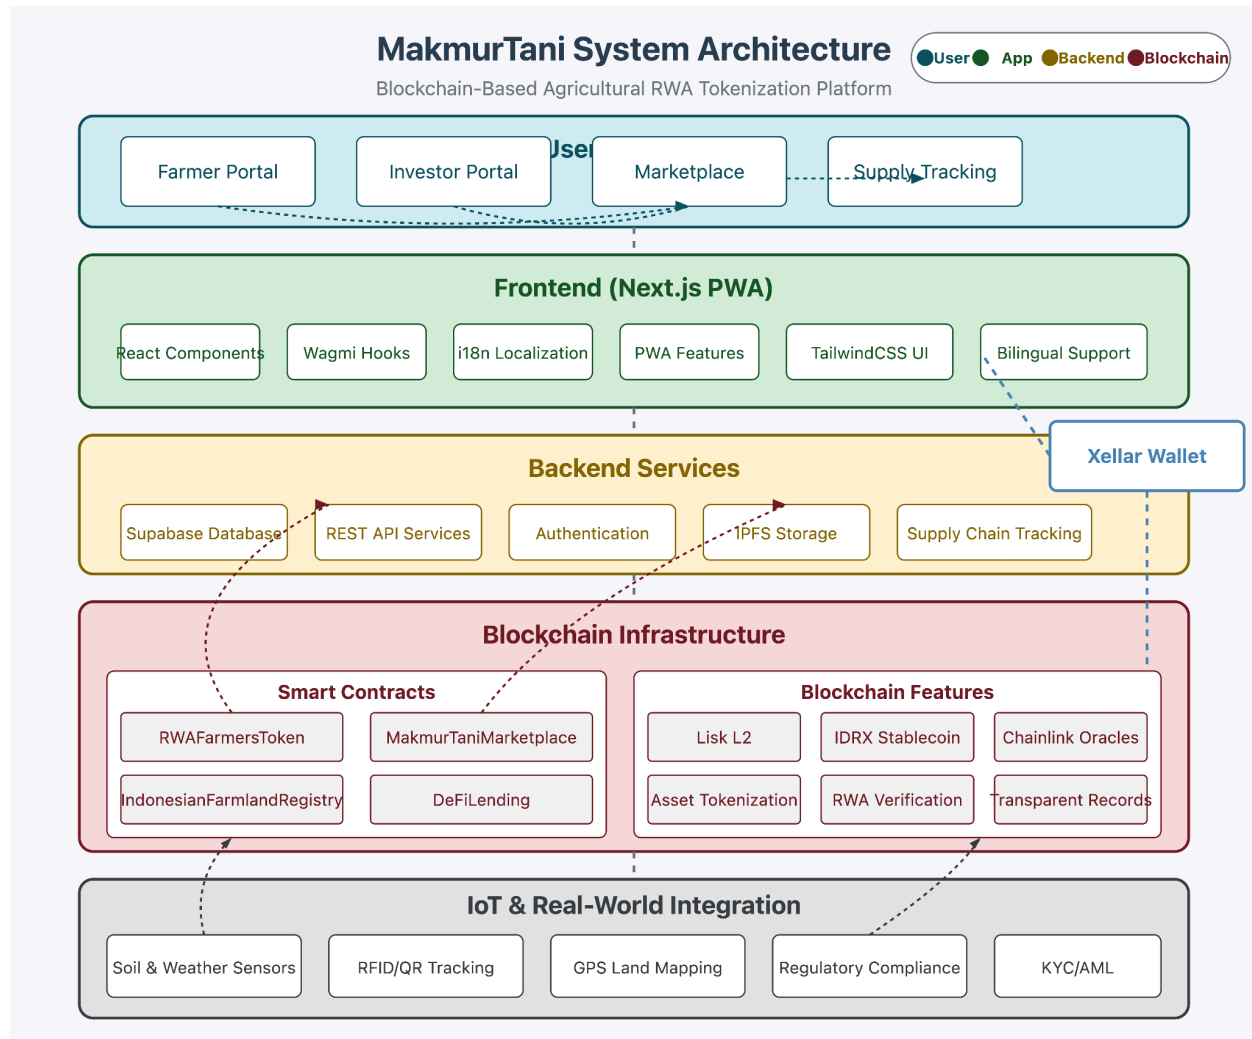 MakmurTani System Architecture
Blockchain-Based Agricultural RWA Tokenization Platform
User
App
Backend
Blockchain
User
Farmer Portal
Investor Portal
Marketplace
Supply Tracking
Frontend (Next.js PWA)
React Components
Wagmi Hooks
i18n Localization
PWA Features
TailwindCSS UI
Bilingual Support
Xellar Wallet
Backend Services
Supabase Database
REST API Services
Authentication
IPFS Storage
Supply Chain Tracking
Blockchain Infrastructure
Smart Contracts
RWAFarmersToken
MakmurTaniMarketplace
IndonesianFarmlandRegistry
DeFiLending
Blockchain Features
Lisk L2
IDRX Stablecoin
Chainlink Oracles
Asset Tokenization
RWA Verification
Transparent Records
IoT & Real-World Integration
Soil & Weather Sensors
RFID/QR Tracking
GPS Land Mapping
Regulatory Compliance
KYC/AML